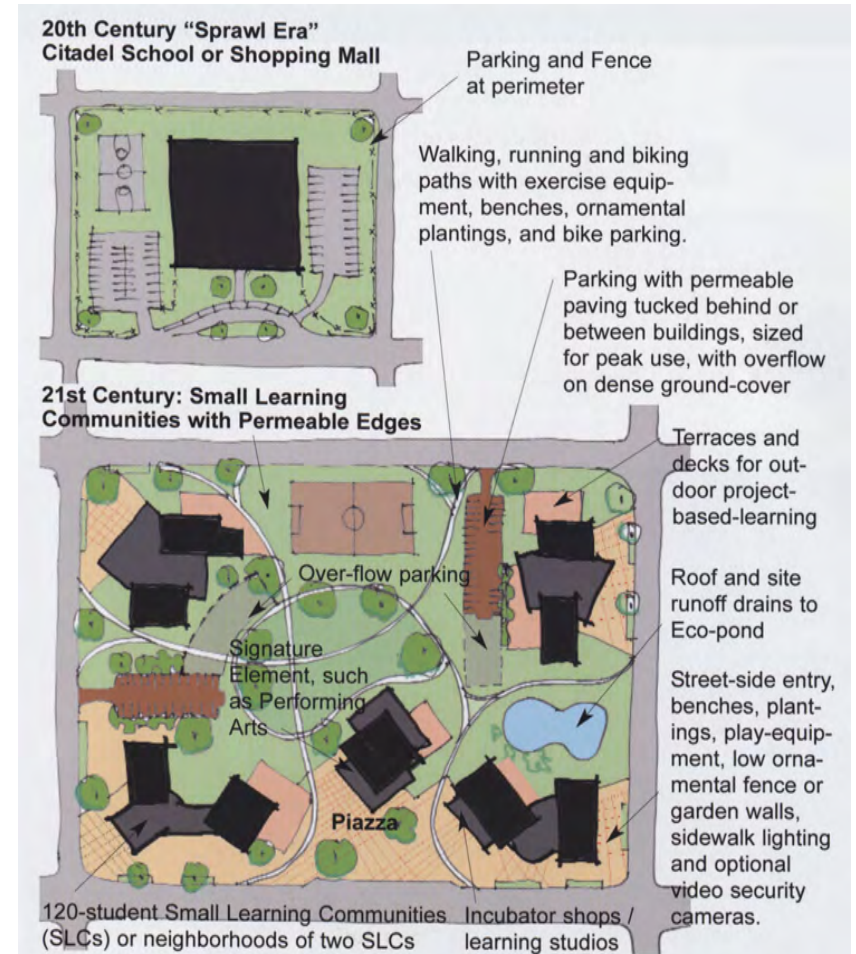 20th Century “Sprawl Era”
Citadel School or Shopping Mall
Parking and Fence
at perimeter
Walking, running and biking
paths with exercise equip-
ment, benches, ornamental
plantings, and bike parking.
Parking with permeable
paving tucked behind or
between buildings, sized
for peak use, with overflow
on dense ground-cover
21st Century: Small Learning
Communities with Permeable Edges
Terraces and
decks for out-
door project-
based-learning
Over-flow parking
Roof and site
runoff drains to
Eco-pond
Signature
Element, such
as Performing
Arts
Street-side entry,
benches, plant-
ings, play-equip-
ment, low orna-
mental fence or
garden walls,
sidewalk lighting
and optional
video security
cameras.
Piazza
120-student Small Learning Communities
(SLCs) or neighborhoods of two SLCs
Incubator shops /
learning studios